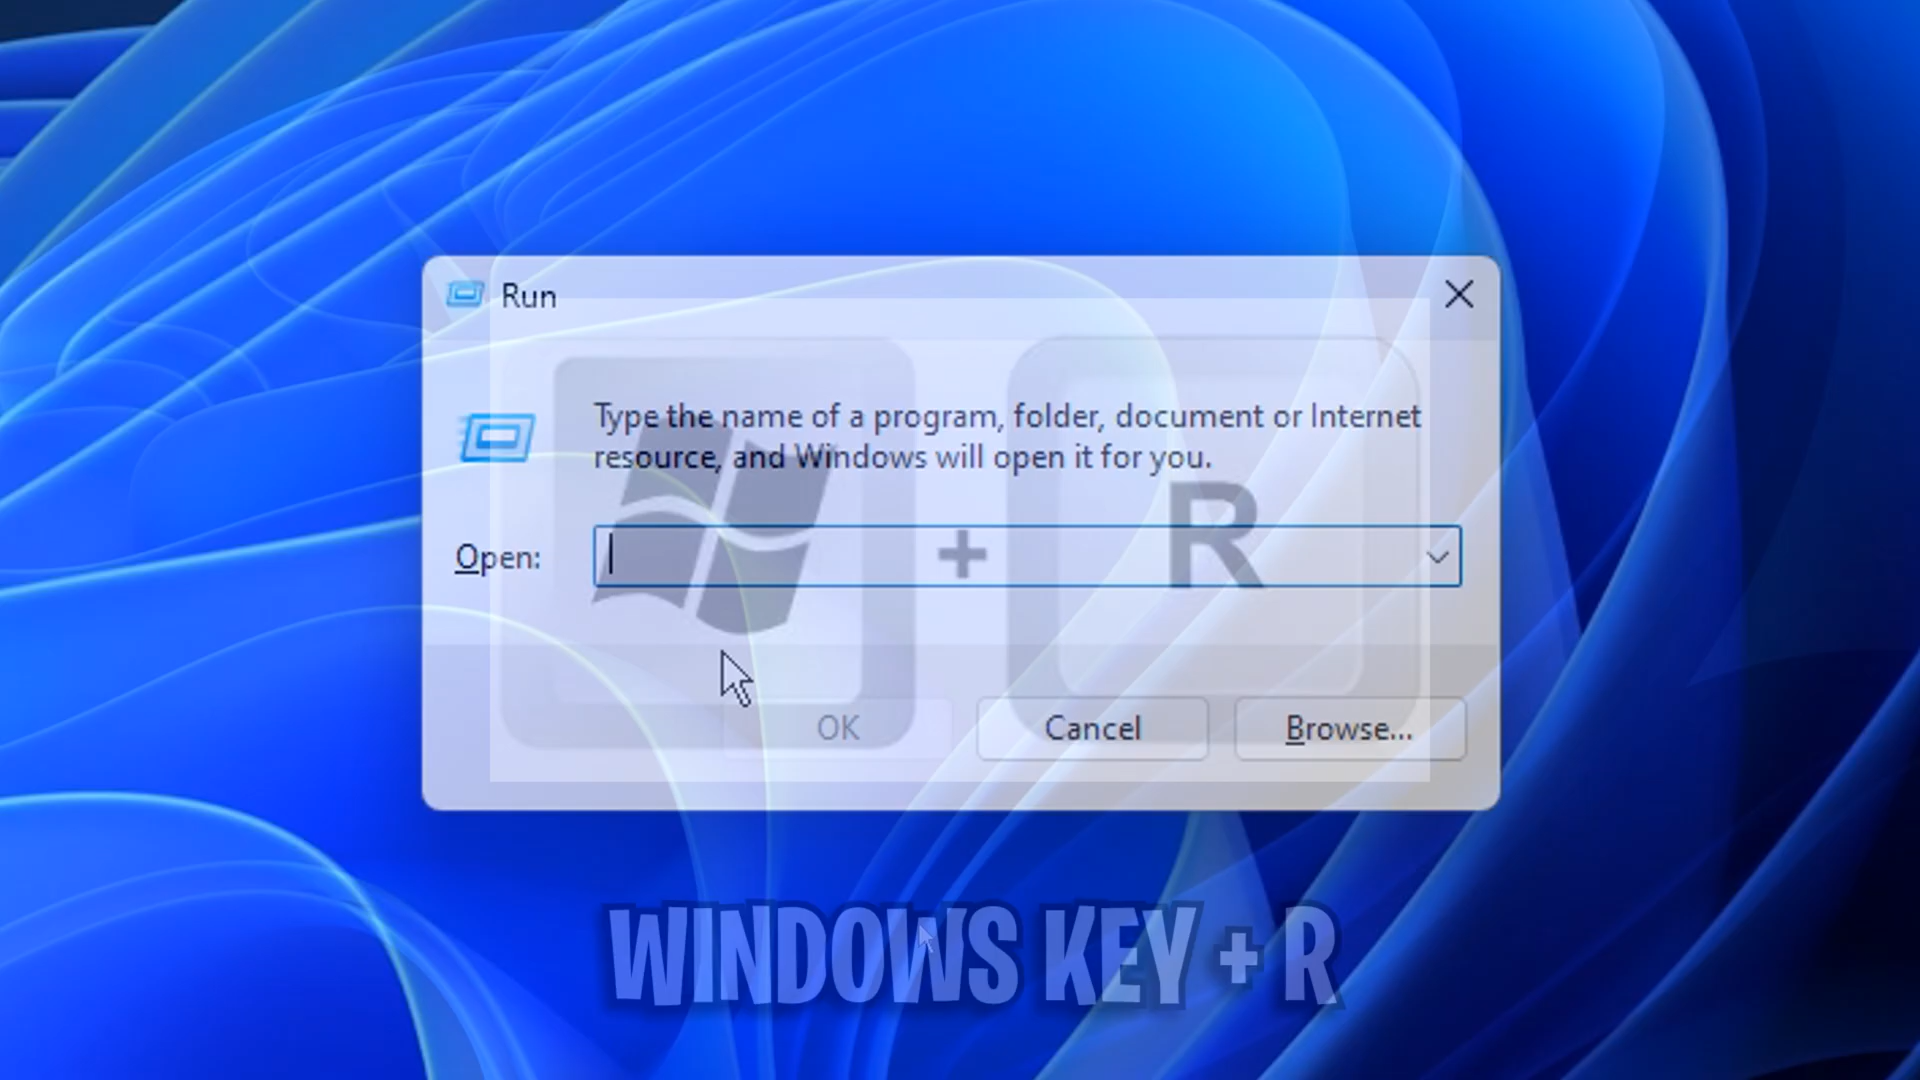 Run
Type the name of a program, folder, document or Internet
resource, and Windows will open it for you.
Open:
+ R
OK Cancel Browse...
WINDOWS KEY + R